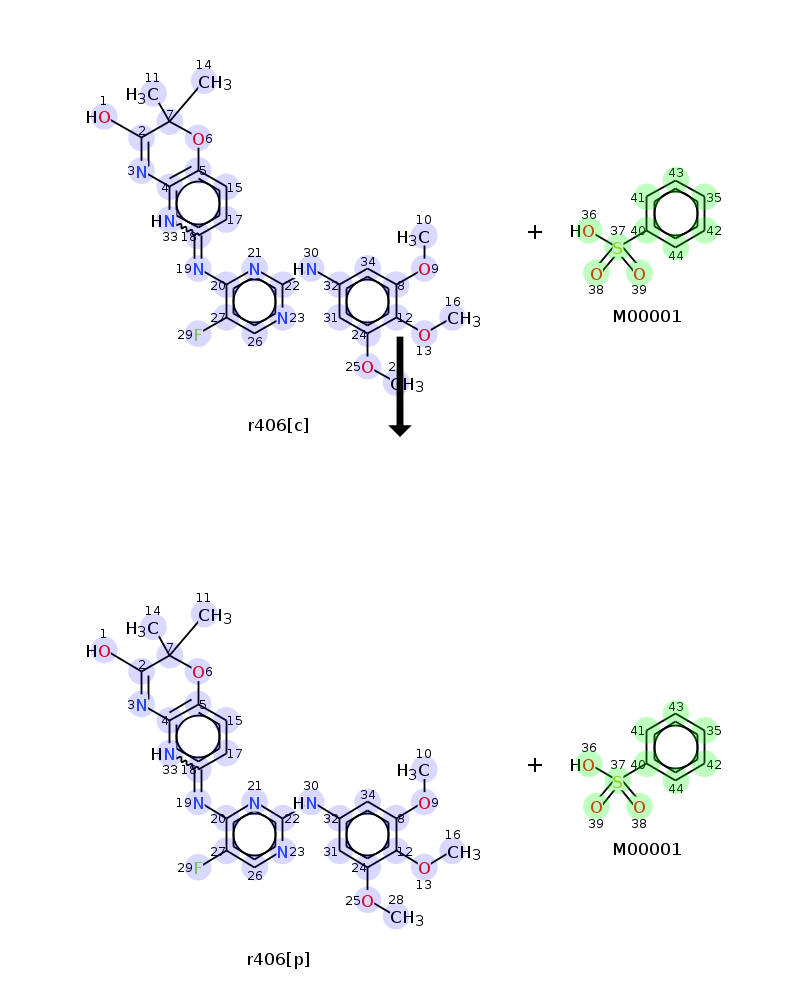 14
11
CH3
H3C
1
7
HO
2
O6
3N
4
5
15
HN
17
33
18
10
36
43
41
35
HO
37
40
42
S
44
O
O
38
39
+
M00001
H3C
21
30
34
19N
N
HN
O9
20
22
32
8
16
27
N23
31
12
CH3
29F
26
24
O
13
25O
CH3
r406[c]
11
14
CH3
H3C
1
7
HO
2
O6
3N
4
5
15
HN
17
33
18
10
36
43
41
35
HO
37
40
42
S
44
O
O
39
38
+
M00001
H3C
21
30
34
19N
N
HN
O9
20
22
32
8
16
27
N23
31
12
CH3
29F
26
24
O
13
25O
28
CH3
r406[p]